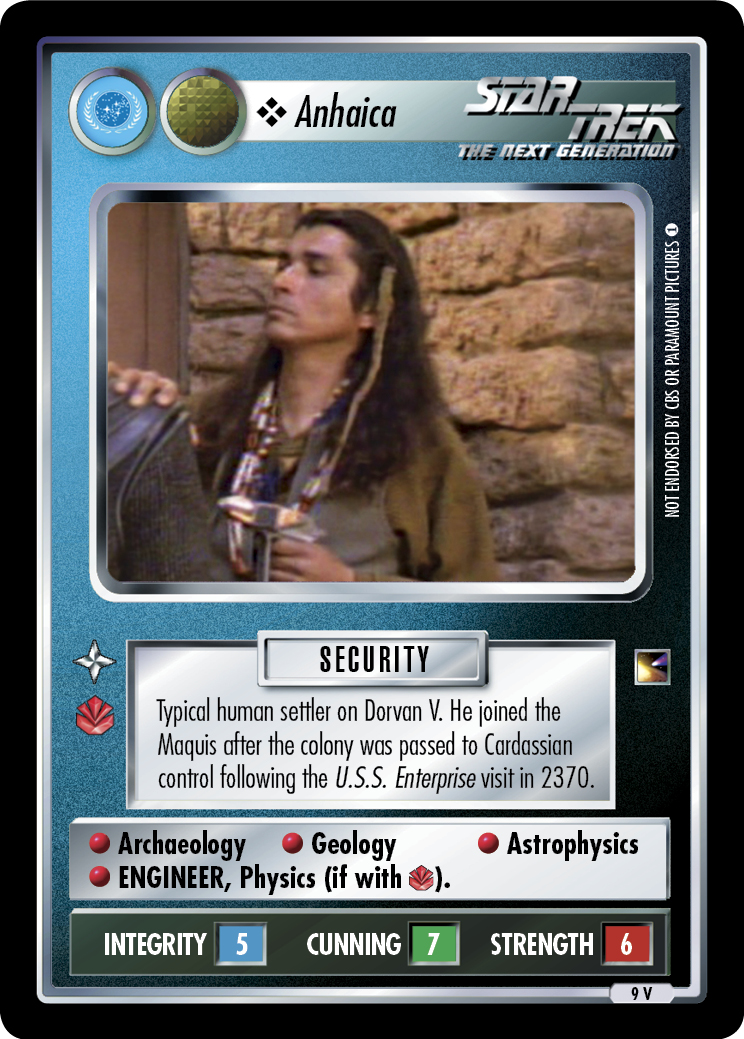 ❖ Anhaica
STAR TREK
THE NEXT GENERATION
NOT ENDORSED BY CBS OR PARAMOUNT PICTURES 1
SECURITY
Typical human settler on Dorvan V. He joined the
Maquis after the colony was passed to Cardassian
control following the U.S.S. Enterprise visit in 2370.
Archaeology Geology Astrophysics
ENGINEER, Physics (if with ).
INTEGRITY 5 CUNNING 7 STRENGTH 6
9 V